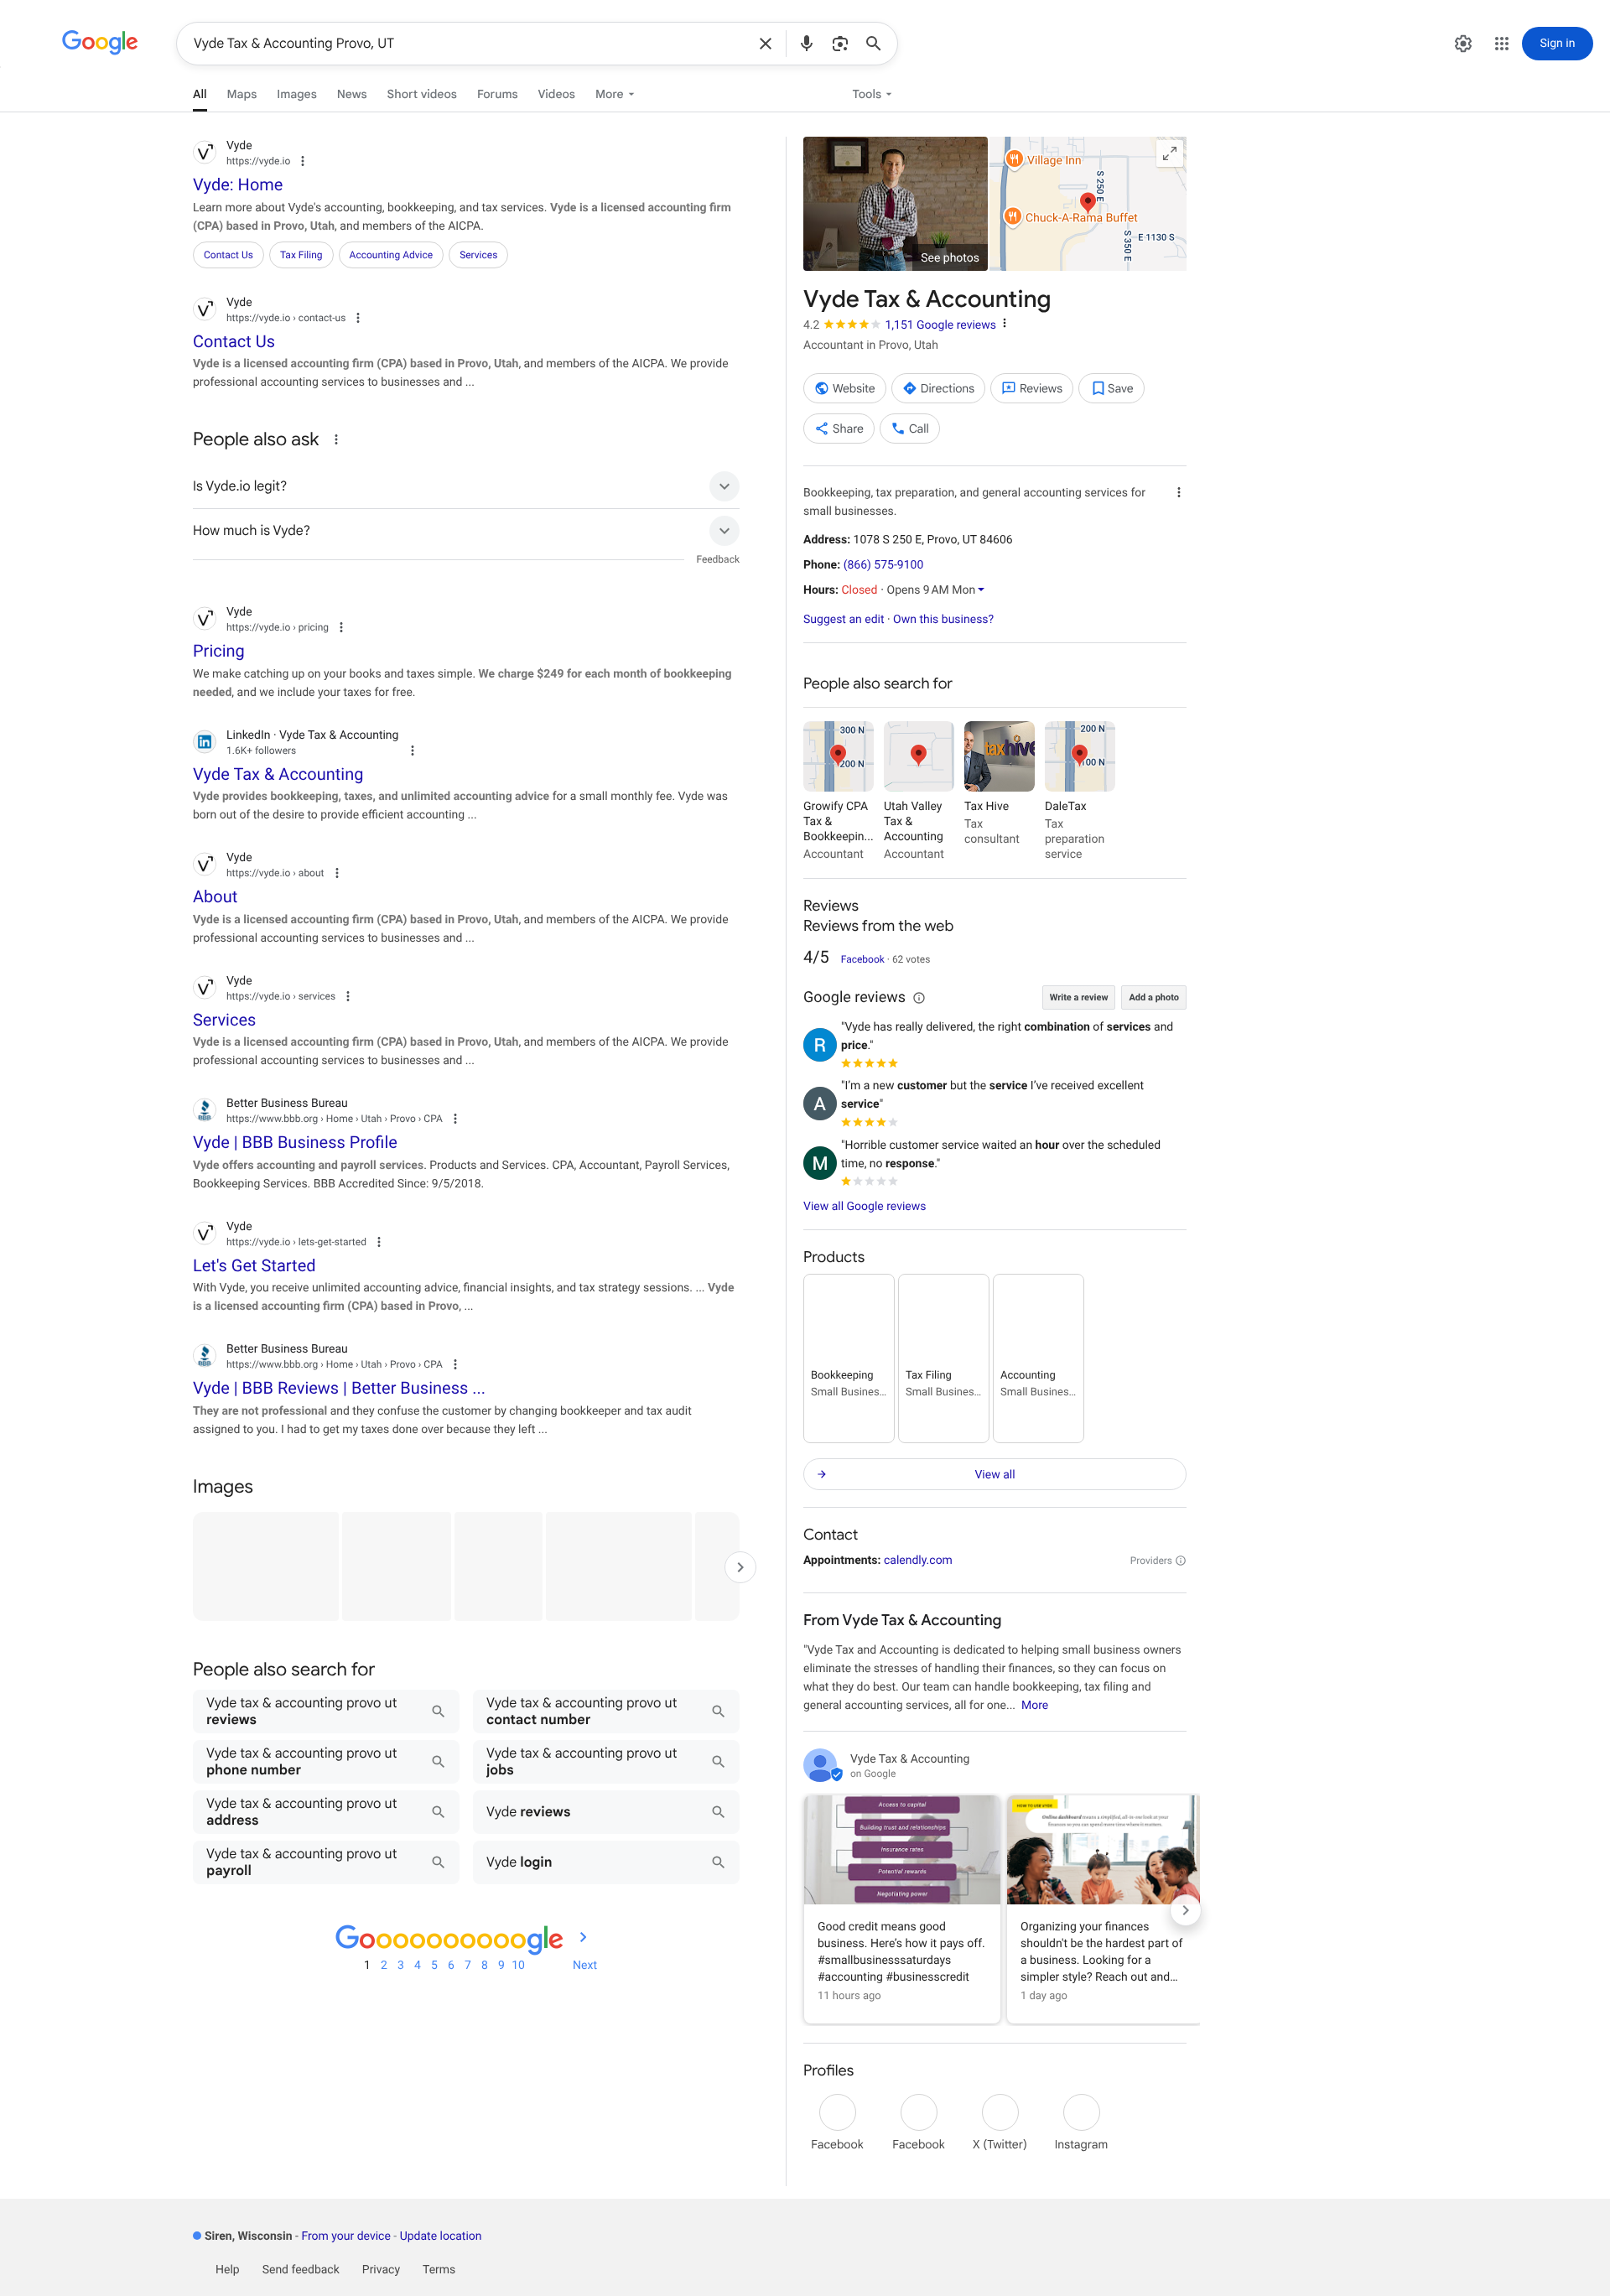 Google
Vyde Tax & Accounting Provo, UT
Sign in
All
Maps
Images
News
Short videos
Forums
Videos
More
Tools
Vyde
https://vyde.io
Vyde: Home
Learn more about Vyde's accounting, bookkeeping, and tax services. Vyde is a licensed accounting firm
(CPA) based in Provo, Utah, and members of the AICPA.
Contact Us
Tax Filing
Accounting Advice
Services
Vyde
https://vyde.io › contact-us
Contact Us
Vyde is a licensed accounting firm (CPA) based in Provo, Utah, and members of the AICPA. We provide
professional accounting services to businesses and ...
People also ask
Is Vyde.io legit?
How much is Vyde?
Feedback
Vyde
https://vyde.io › pricing
Pricing
We make catching up on your books and taxes simple. We charge $249 for each month of bookkeeping
needed, and we include your taxes for free.
LinkedIn · Vyde Tax & Accounting
1.6K+ followers
Vyde Tax & Accounting
Vyde provides bookkeeping, taxes, and unlimited accounting advice for a small monthly fee. Vyde was
born out of the desire to provide efficient accounting ...
Vyde
https://vyde.io › about
About
Vyde is a licensed accounting firm (CPA) based in Provo, Utah, and members of the AICPA. We provide
professional accounting services to businesses and ...
Vyde
https://vyde.io › services
Services
Vyde is a licensed accounting firm (CPA) based in Provo, Utah, and members of the AICPA. We provide
professional accounting services to businesses and ...
Better Business Bureau
BBB
https://www.bbb.org › Home › Utah › Provo › CPA
Vyde | BBB Business Profile
Vyde offers accounting and payroll services. Products and Services. CPA, Accountant, Payroll Services,
Bookkeeping Services. BBB Accredited Since: 9/5/2018.
Vyde
https://vyde.io › lets-get-started
Let's Get Started
With Vyde, you receive unlimited accounting advice, financial insights, and tax strategy sessions. ... Vyde
is a licensed accounting firm (CPA) based in Provo, ...
Better Business Bureau
BBB
https://www.bbb.org › Home › Utah › Provo › CPA
Vyde | BBB Reviews | Better Business ...
They are not professional and they confuse the customer by changing bookkeeper and tax audit
assigned to you. I had to get my taxes done over because they left ...
Images
People also search for
Vyde tax & accounting provo ut
reviews
Vyde tax & accounting provo ut
contact number
Vyde tax & accounting provo ut
phone number
Vyde tax & accounting provo ut
jobs
Vyde tax & accounting provo ut
address
Vyde reviews
Vyde tax & accounting provo ut
payroll
Vyde login
Goooooooooogle
1 2 3 4 5 6 7 8 9 10 Next
See photos
Village Inn
Chuck-A-Rama Buffet
S 250 E
S 350 E
E 1130 S
Vyde Tax & Accounting
4.2 1,151 Google reviews
Accountant in Provo, Utah
Website
Directions
Reviews
Save
Share
Call
Bookkeeping, tax preparation, and general accounting services for
small businesses.
Address: 1078 S 250 E, Provo, UT 84606
Phone: (866) 575-9100
Hours: Closed · Opens 9 AM Mon
Suggest an edit · Own this business?
People also search for
300 N
200 N
Growify CPA
Tax &
Bookkeepin...
Accountant
Utah Valley
Tax &
Accounting
Accountant
taxhive
Tax Hive
Tax
consultant
200 N
100 N
DaleTax
Tax
preparation
service
Reviews
Reviews from the web
4/5 Facebook · 62 votes
Google reviews
Write a review
Add a photo
R
"Vyde has really delivered, the right combination of services and
price."
A
"I'm a new customer but the service I've received excellent
service"
M
"Horrible customer service waited an hour over the scheduled
time, no response."
View all Google reviews
Products
Bookkeeping
Small Busines...
Tax Filing
Small Busines...
Accounting
Small Busines...
View all
Contact
Appointments: calendly.com
Providers
From Vyde Tax & Accounting
"Vyde Tax and Accounting is dedicated to helping small business owners
eliminate the stresses of handling their finances, so they can focus on
what they do best. Our team can handle bookkeeping, tax filing and
general accounting services, all for one... More
Vyde Tax & Accounting
on Google
Access to capital
Building trust and relationships
Insurance rates
Potential rewards
Negotiating power
Good credit means good
business. Here's how it pays off.
#smallbusinesssaturdays
#accounting #businesscredit
11 hours ago
HOW TO USE VYDE
Online dashboard means a simplified, all-in-one look at your
finances so you can spend more time where it matters.
Organizing your finances
shouldn't be the hardest part of
a business. Looking for a
simpler style? Reach out and...
1 day ago
Profiles
Facebook
Facebook
X (Twitter)
Instagram
Siren, Wisconsin - From your device - Update location
Help
Send feedback
Privacy
Terms